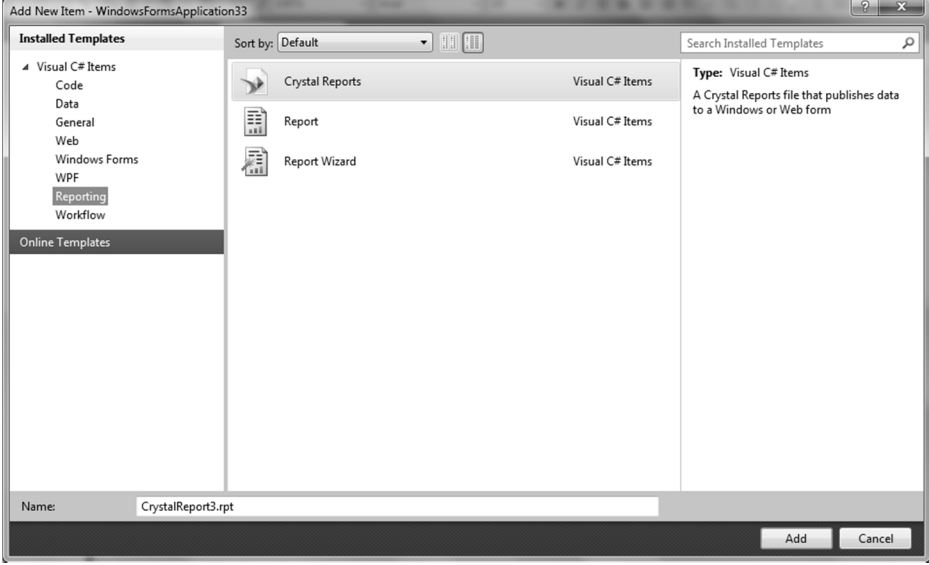 Add New Item - WindowsFormsApplication33
?
x
Installed Templates
Visual C# Items
Code
Data
General
Web
Windows Forms
WPF
Reporting
Workflow
Online Templates
Sort by: Default
Crystal Reports Visual C# Items
Report Visual C# Items
Report Wizard Visual C# Items
Search Installed Templates
Type: Visual C# Items
A Crystal Reports file that publishes data
to a Windows or Web form
Name: CrystalReport3.rpt
Add Cancel